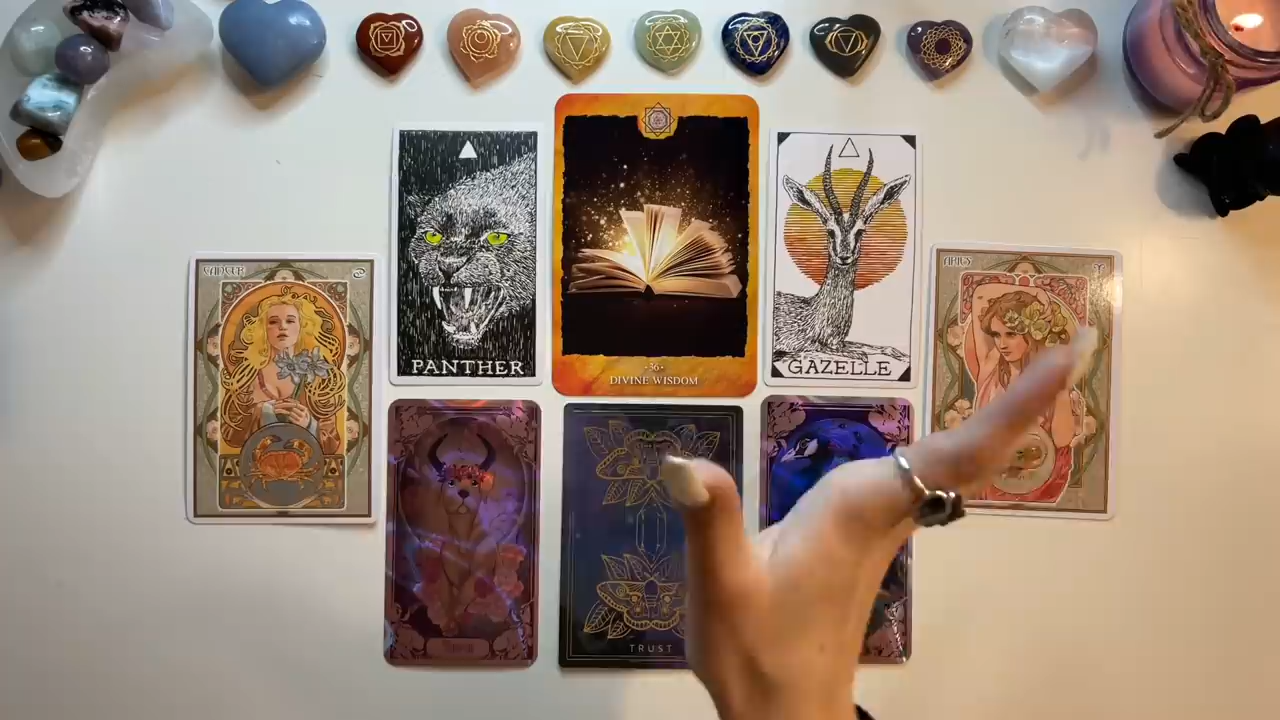 CANCER
PANTHER
·36·
DIVINE WISDOM
GAZELLE
ARIES
TRUST